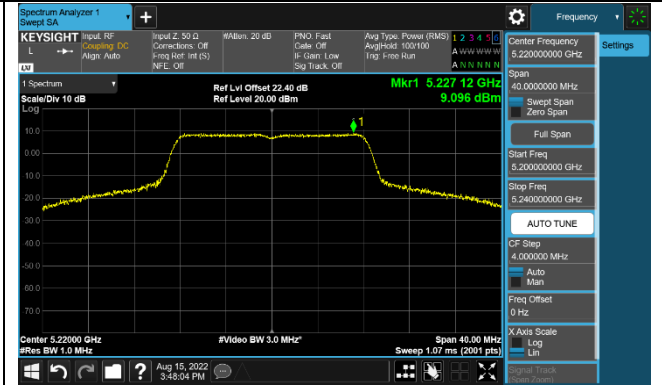 Spectrum Analyzer 1
Swept SA
Frequency
KEYSIGHT
L
LXI
Input: RF
Coupling: DC
Align: Auto
Input Z: 50 Ω
Corrections: Off
Freq Ref: Int (S)
NFE: Off
#Atten: 20 dB
PNO: Fast
Gate: Off
IF Gain: Low
Sig Track: Off
Avg Type: Power (RMS)
Avg|Hold: 100/100
Trig: Free Run
1 2 3 4 5 6
A W W W W W
A N N N N N
1 Spectrum
Scale/Div 10 dB
Log
Ref Lvl Offset 22.40 dB
Ref Level 20.00 dBm
Mkr1 5.227 12 GHz
9.096 dBm
1
10.0
0.00
-10.0
-20.0
-30.0
-40.0
-50.0
-60.0
-70.0
Center 5.22000 GHz
#Res BW 1.0 MHz
#Video BW 3.0 MHz*
Span 40.00 MHz
Sweep 1.07 ms (2001 pts)
Center Frequency
5.220000000 GHz
Settings
Span
40.0000000 MHz
Swept Span
Zero Span
Full Span
Start Freq
5.200000000 GHz
Stop Freq
5.240000000 GHz
AUTO TUNE
CF Step
4.000000 MHz
Auto
Man
Freq Offset
0 Hz
X Axis Scale
Log
Lin
Signal Track
(Span Zoom)
?
Aug 15, 2022
3:48:04 PM